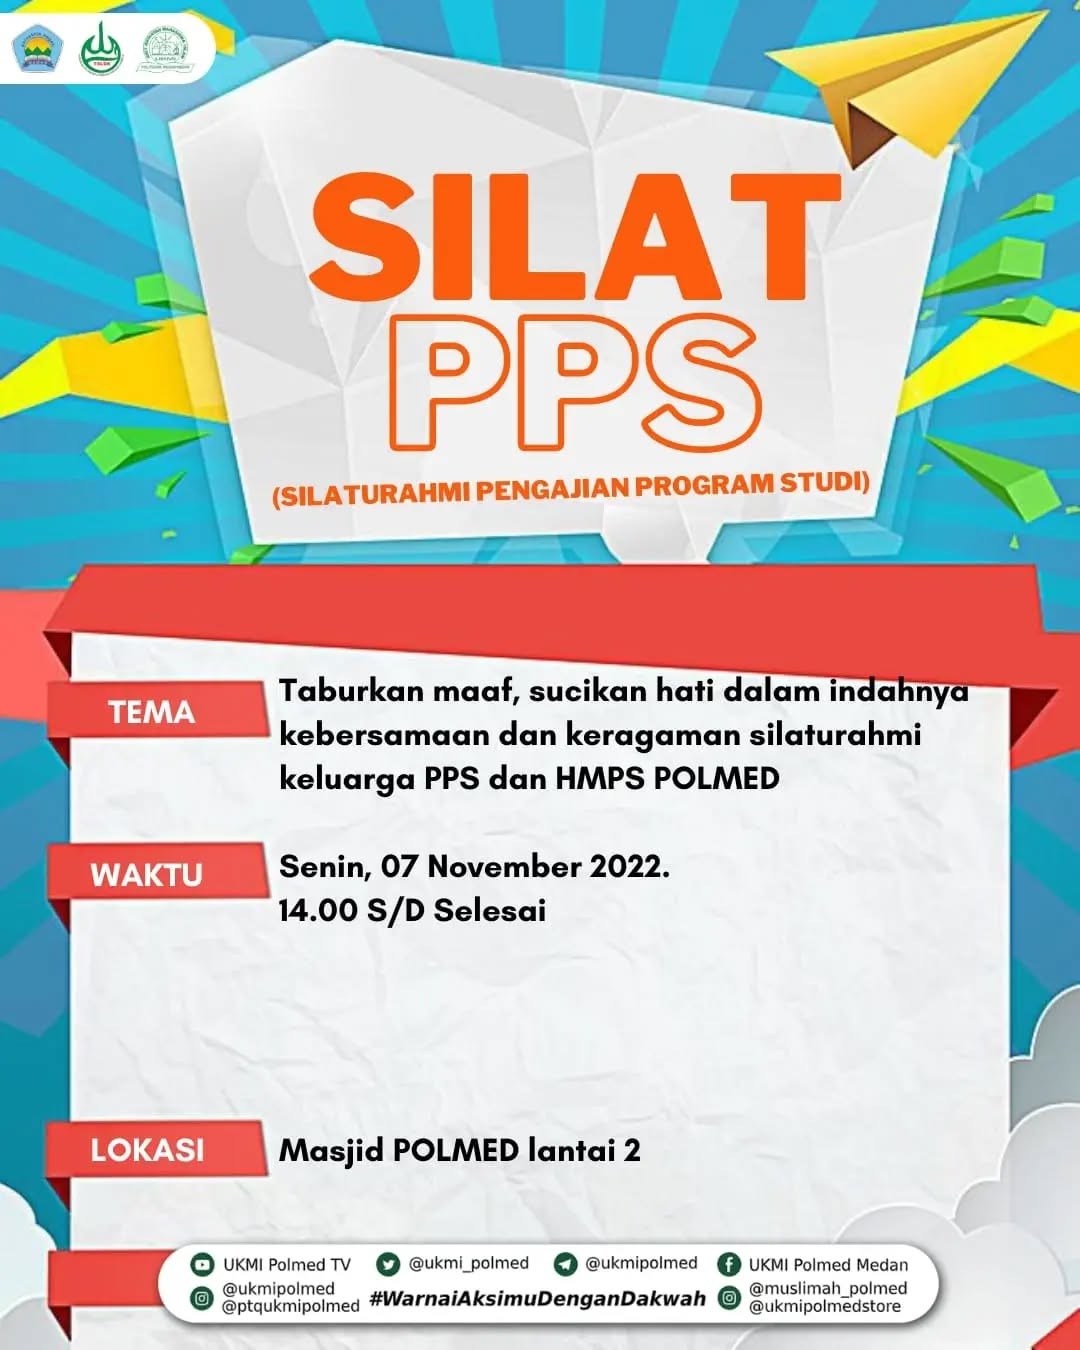 SILAT
PPS
(SILATURAHMI PENGAJIAN PROGRAM STUDI)
TEMA
Taburkan maaf, sucikan hati dalam indahnya
kebersamaan dan keragaman silaturahmi
keluarga PPS dan HMPS POLMED
WAKTU
Senin, 07 November 2022.
14.00 S/D Selesai
LOKASI
Masjid POLMED lantai 2
UKMI Polmed TV
@ukmi_polmed
@ukmipolmed
UKMI Polmed Medan
@ukmipolmed
@ptqukmipolmed
#WarnaiAksimuDenganDakwah
@muslimah_polmed
@ukmipolmedstore